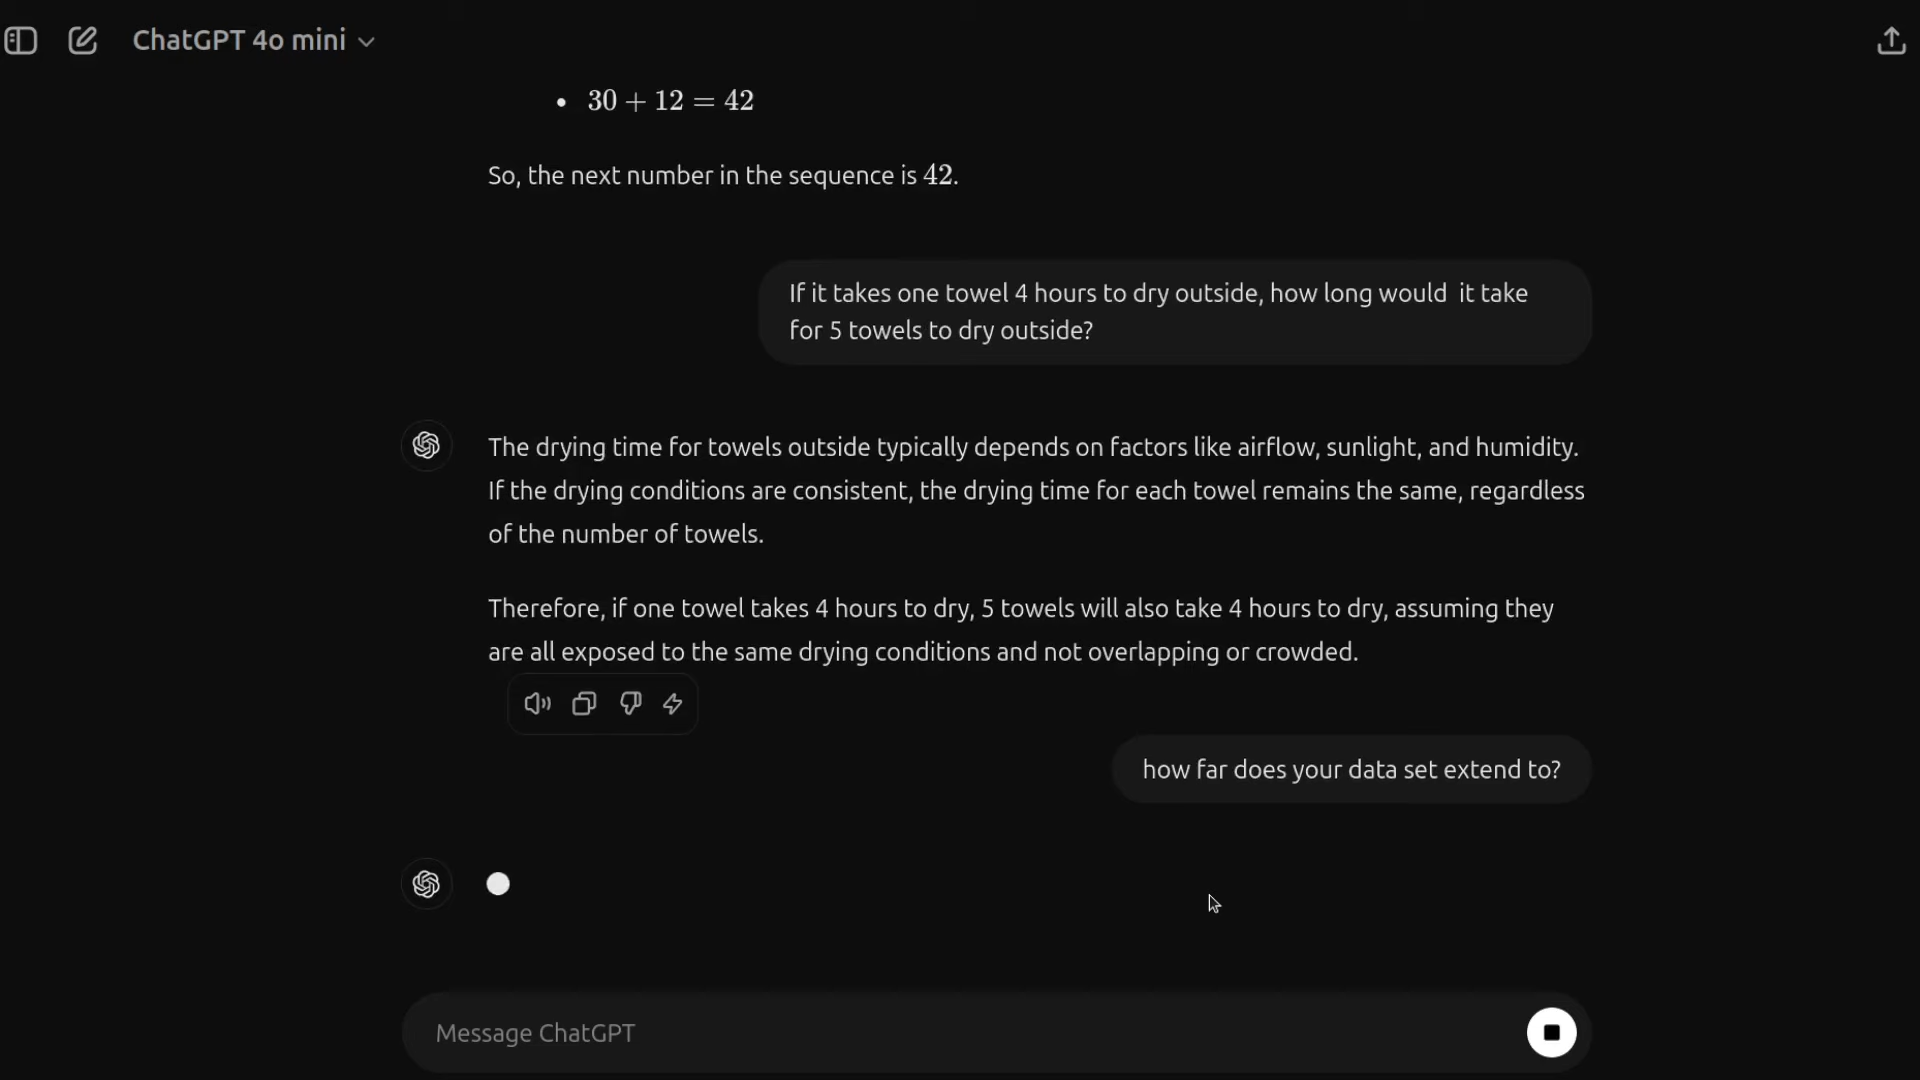 ChatGPT 4o mini
• 30 + 12 = 42
So, the next number in the sequence is 42.
If it takes one towel 4 hours to dry outside, how long would  it take
for 5 towels to dry outside?
The drying time for towels outside typically depends on factors like airflow, sunlight, and humidity.
If the drying conditions are consistent, the drying time for each towel remains the same, regardless
of the number of towels.
Therefore, if one towel takes 4 hours to dry, 5 towels will also take 4 hours to dry, assuming they
are all exposed to the same drying conditions and not overlapping or crowded.
how far does your data set extend to?
Message ChatGPT